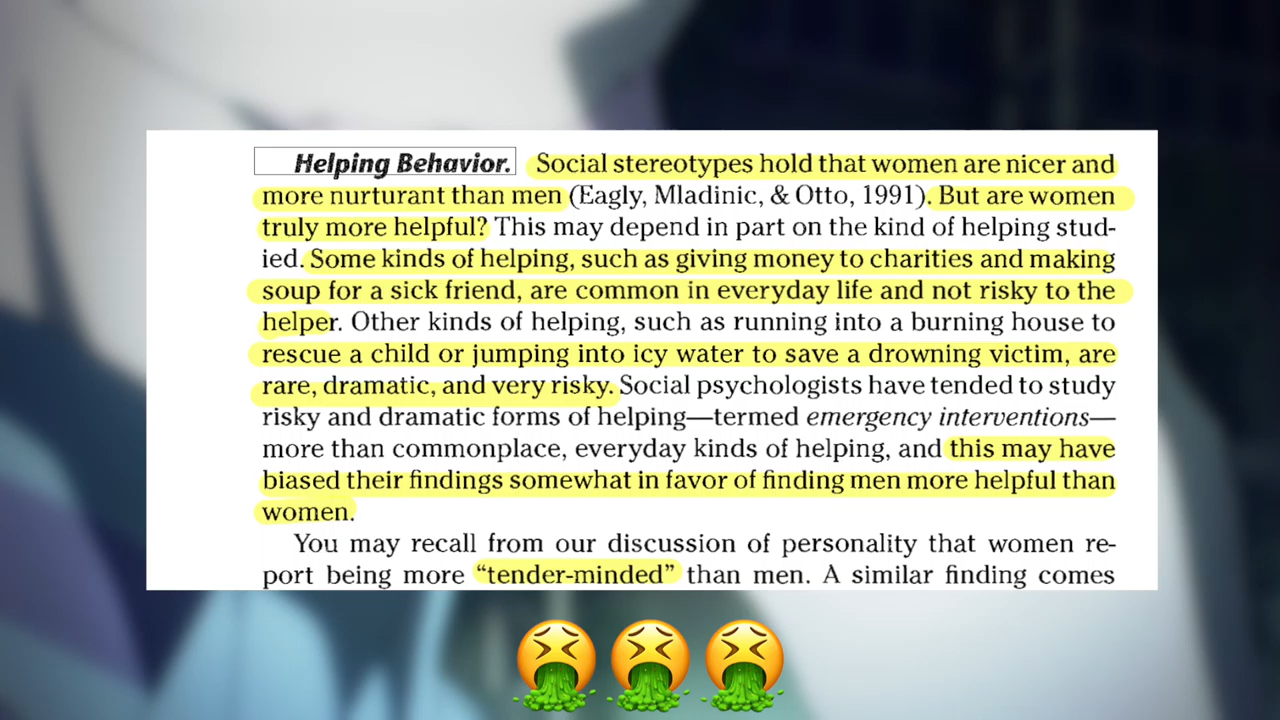 Helping Behavior. Social stereotypes hold that women are nicer and
more nurturant than men (Eagly, Mladinic, & Otto, 1991). But are women
truly more helpful? This may depend in part on the kind of helping stud-
ied. Some kinds of helping, such as giving money to charities and making
soup for a sick friend, are common in everyday life and not risky to the
helper. Other kinds of helping, such as running into a burning house to
rescue a child or jumping into icy water to save a drowning victim, are
rare, dramatic, and very risky. Social psychologists have tended to study
risky and dramatic forms of helping—termed emergency interventions—
more than commonplace, everyday kinds of helping, and this may have
biased their findings somewhat in favor of finding men more helpful than
women.
You may recall from our discussion of personality that women re-
port being more “tender-minded” than men. A similar finding comes